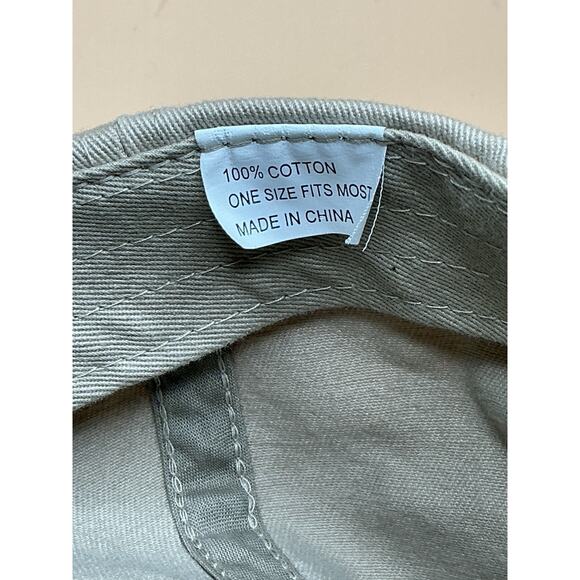 100% COTTON
ONE SIZE FITS MOST
MADE IN CHINA